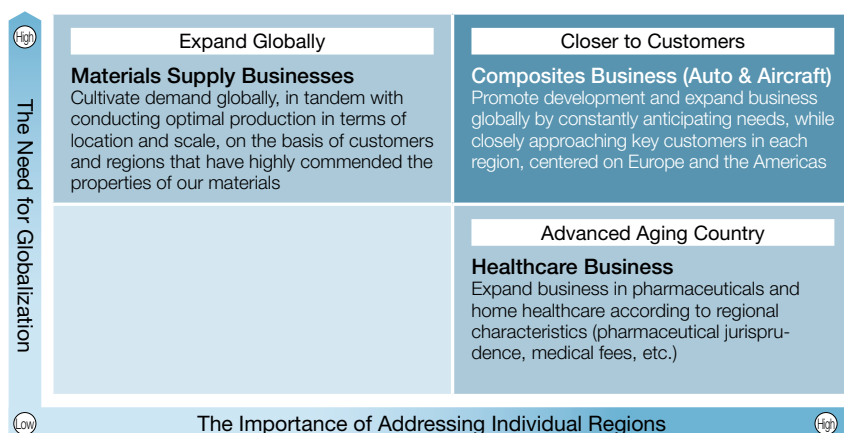 High
The Need for Globalization
Expand Globally
Materials Supply Businesses
Cultivate demand globally, in tandem with
conducting optimal production in terms of
location and scale, on the basis of customers
and regions that have highly commended the
properties of our materials
Closer to Customers
Composites Business (Auto & Aircraft)
Promote development and expand business
globally by constantly anticipating needs, while
closely approaching key customers in each
region, centered on Europe and the Americas
Advanced Aging Country
Healthcare Business
Expand business in pharmaceuticals and
home healthcare according to regional
characteristics (pharmaceutical jurispru-
dence, medical fees, etc.)
Low
The Importance of Addressing Individual Regions
High